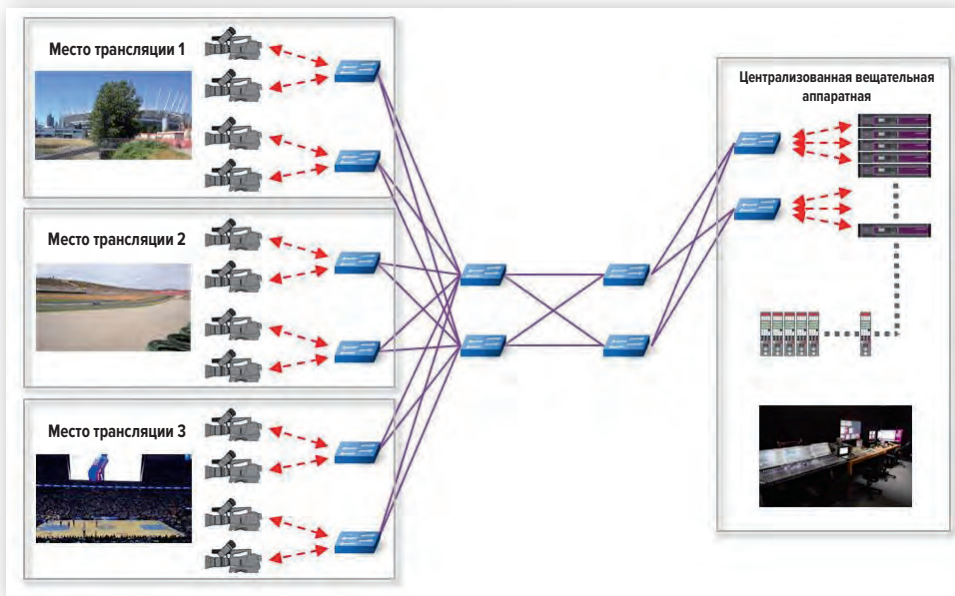 Место трансляции 1
Место трансляции 2
Место трансляции 3
Централизованная вещательная
аппаратная